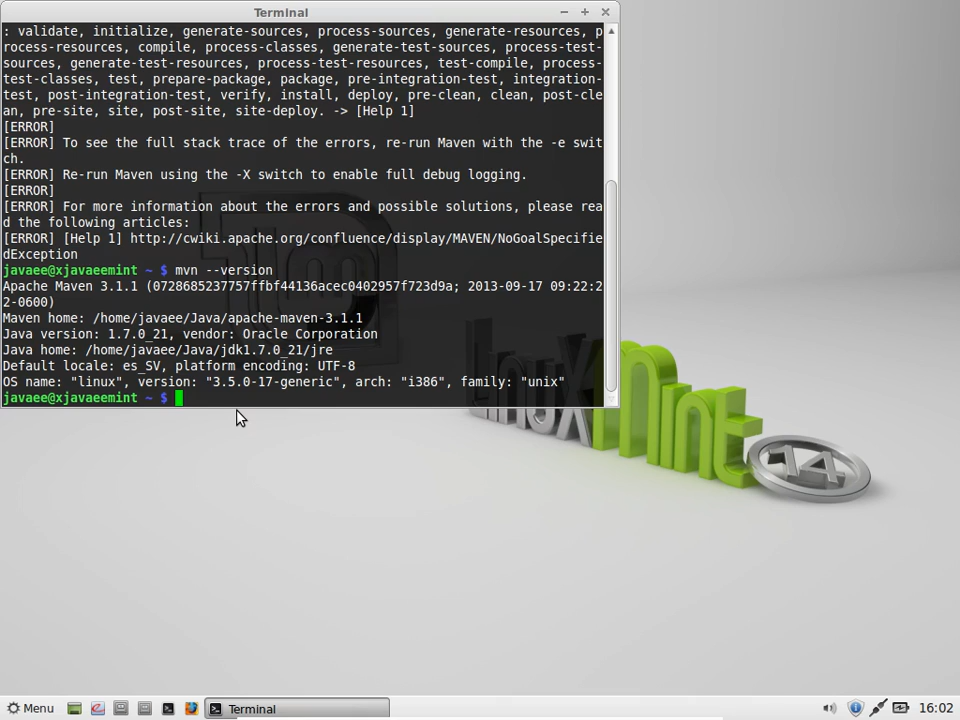 Terminal
: validate, initialize, generate-sources, process-sources, generate-resources, p
rocess-resources, compile, process-classes, generate-test-sources, process-test-
sources, generate-test-resources, process-test-resources, test-compile, process-
test-classes, test, prepare-package, package, pre-integration-test, integration-
test, post-integration-test, verify, install, deploy, pre-clean, clean, post-cle
an, pre-site, site, post-site, site-deploy. -> [Help 1]
[ERROR]
[ERROR] To see the full stack trace of the errors, re-run Maven with the -e swit
ch.
[ERROR] Re-run Maven using the -X switch to enable full debug logging.
[ERROR]
[ERROR] For more information about the errors and possible solutions, please rea
d the following articles:
[ERROR] [Help 1] http://cwiki.apache.org/confluence/display/MAVEN/NoGoalSpecifie
dException
javaee@xjavaeemint ~ $ mvn --version
Apache Maven 3.1.1 (0728685237757ffbf44136acec0402957f723d9a; 2013-09-17 09:22:2
2-0600)
Maven home: /home/javaee/Java/apache-maven-3.1.1
Java version: 1.7.0_21, vendor: Oracle Corporation
Java home: /home/javaee/Java/jdk1.7.0_21/jre
Default locale: es_SV, platform encoding: UTF-8
OS name: "linux", version: "3.5.0-17-generic", arch: "i386", family: "unix"
javaee@xjavaeemint ~ $
Linux Mint 14
Menu
Terminal
16:02